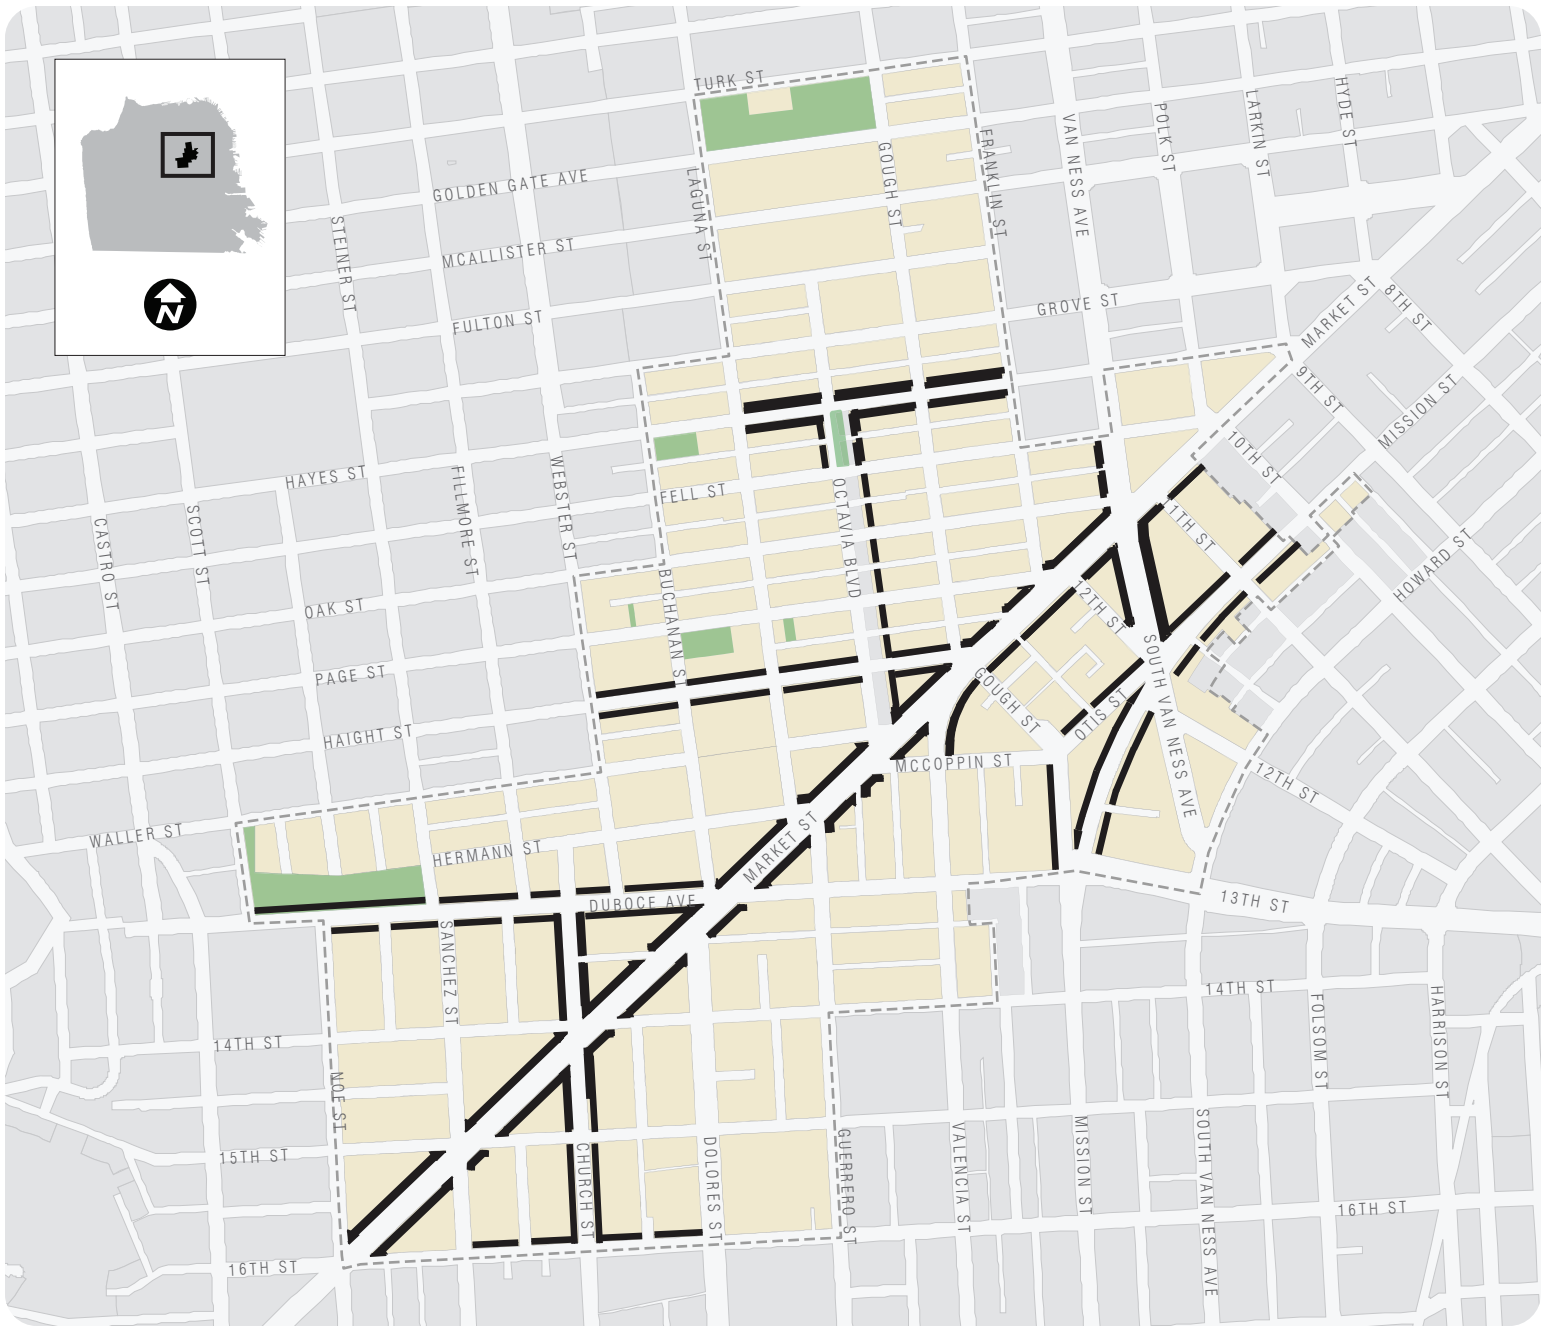 TURK ST
GOLDEN GATE AVE
MCALLISTER ST
FULTON ST
STEINER ST
LAGUNA ST
GOUGH ST
FRANKLIN ST
VAN NESS AVE
POLK ST
LARKIN ST
HYDE ST
GROVE ST
MARKET ST
8TH ST
9TH ST
MISSION ST
10TH ST
HOWARD ST
N
HAYES ST
FELL ST
OCTAVIA BLVD
11TH ST
12TH ST
CASTRO ST
SCOTT ST
FILLMORE ST
WEBSTER ST
BUCHANAN ST
OAK ST
PAGE ST
HAIGHT ST
GOUGH ST
OTIS ST
SOUTH VAN NESS AVE
MCCOPPIN ST
12TH ST
WALLER ST
HERMANN ST
MARKET ST
DUBOCE AVE
13TH ST
SANCHEZ ST
14TH ST
14TH ST
FOLSOM ST
HARRISON ST
NOE ST
15TH ST
CHURCH ST
DOLORES ST
GUERRERO ST
VALENCIA ST
MISSION ST
SOUTH VAN NESS AVE
16TH ST
16TH ST